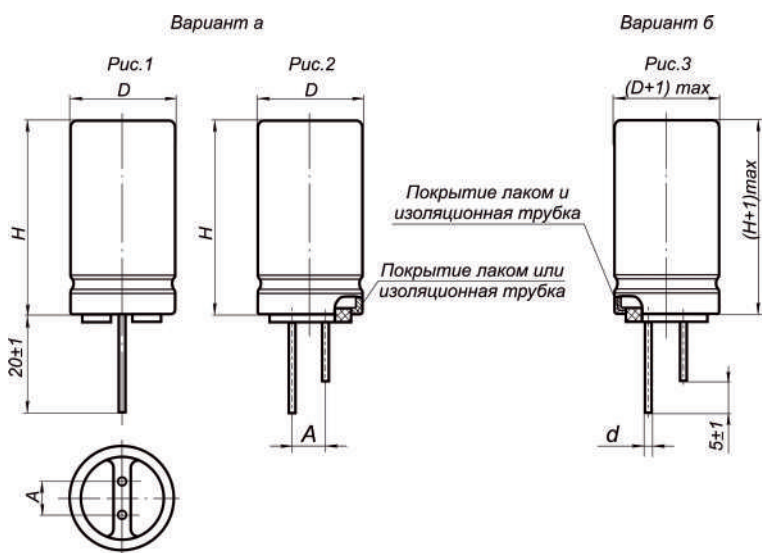 Вариант а
Вариант б
Рис.1
Рис.2
Рис.3
D
D
(D+1) max
H
H
(H+1)max
Покрытие лаком и
изоляционная трубка
Покрытие лаком или
изоляционная трубка
20±1
A
d
5±1
A